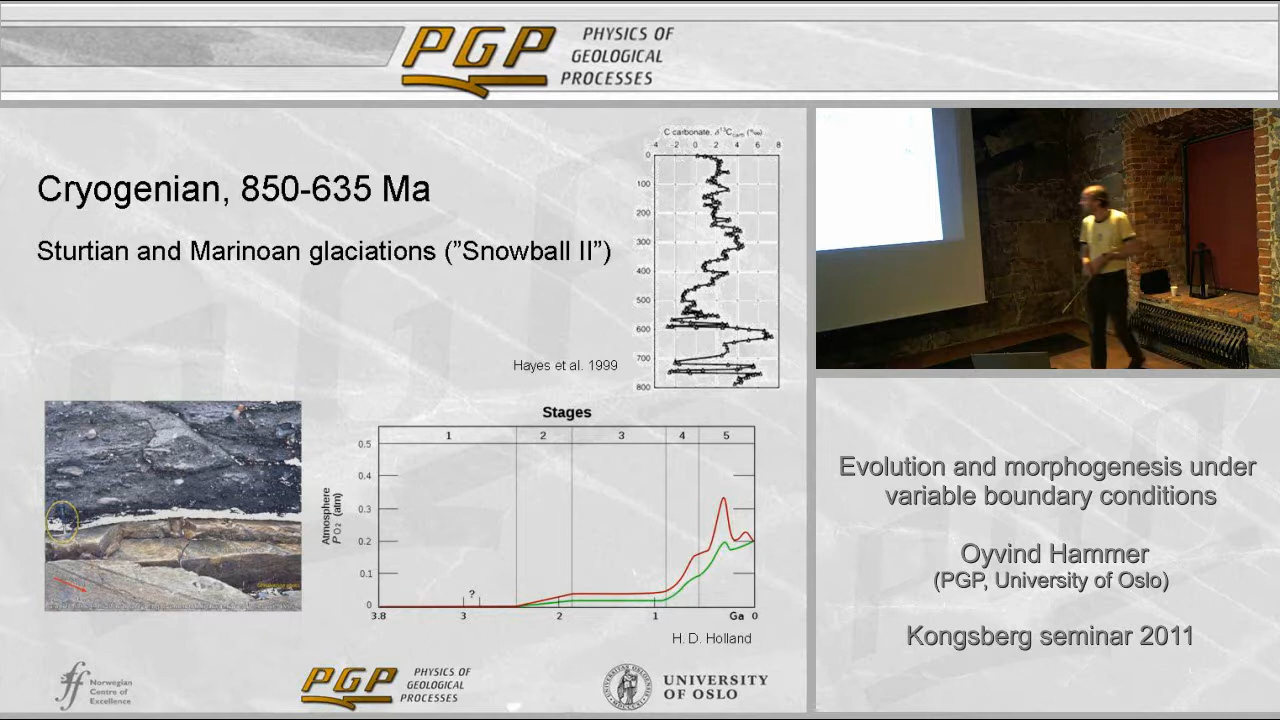 PGP PHYSICS OF
GEOLOGICAL
PROCESSES
Cryogenian, 850-635 Ma
Sturtian and Marinoan glaciations (”Snowball II”)
C carbonate, δ¹³Ccarb (‰)
-4 -2 0 2 4 6 8
0
100
200
300
400
500
600
700
800
Hayes et al. 1999
Stages
1 2 3 4 5
0.5
0.4
0.3
0.2
0.1
0
Atmosphere
PO2 (atm)
?
3.8 3 2 1 Ga 0
H. D. Holland
Evolution and morphogenesis under
variable boundary conditions
Oyvind Hammer
(PGP, University of Oslo)
Kongsberg seminar 2011
Norwegian
Centre of
Excellence
PGP PHYSICS OF
GEOLOGICAL
PROCESSES
UNIVERSITY
OF OSLO